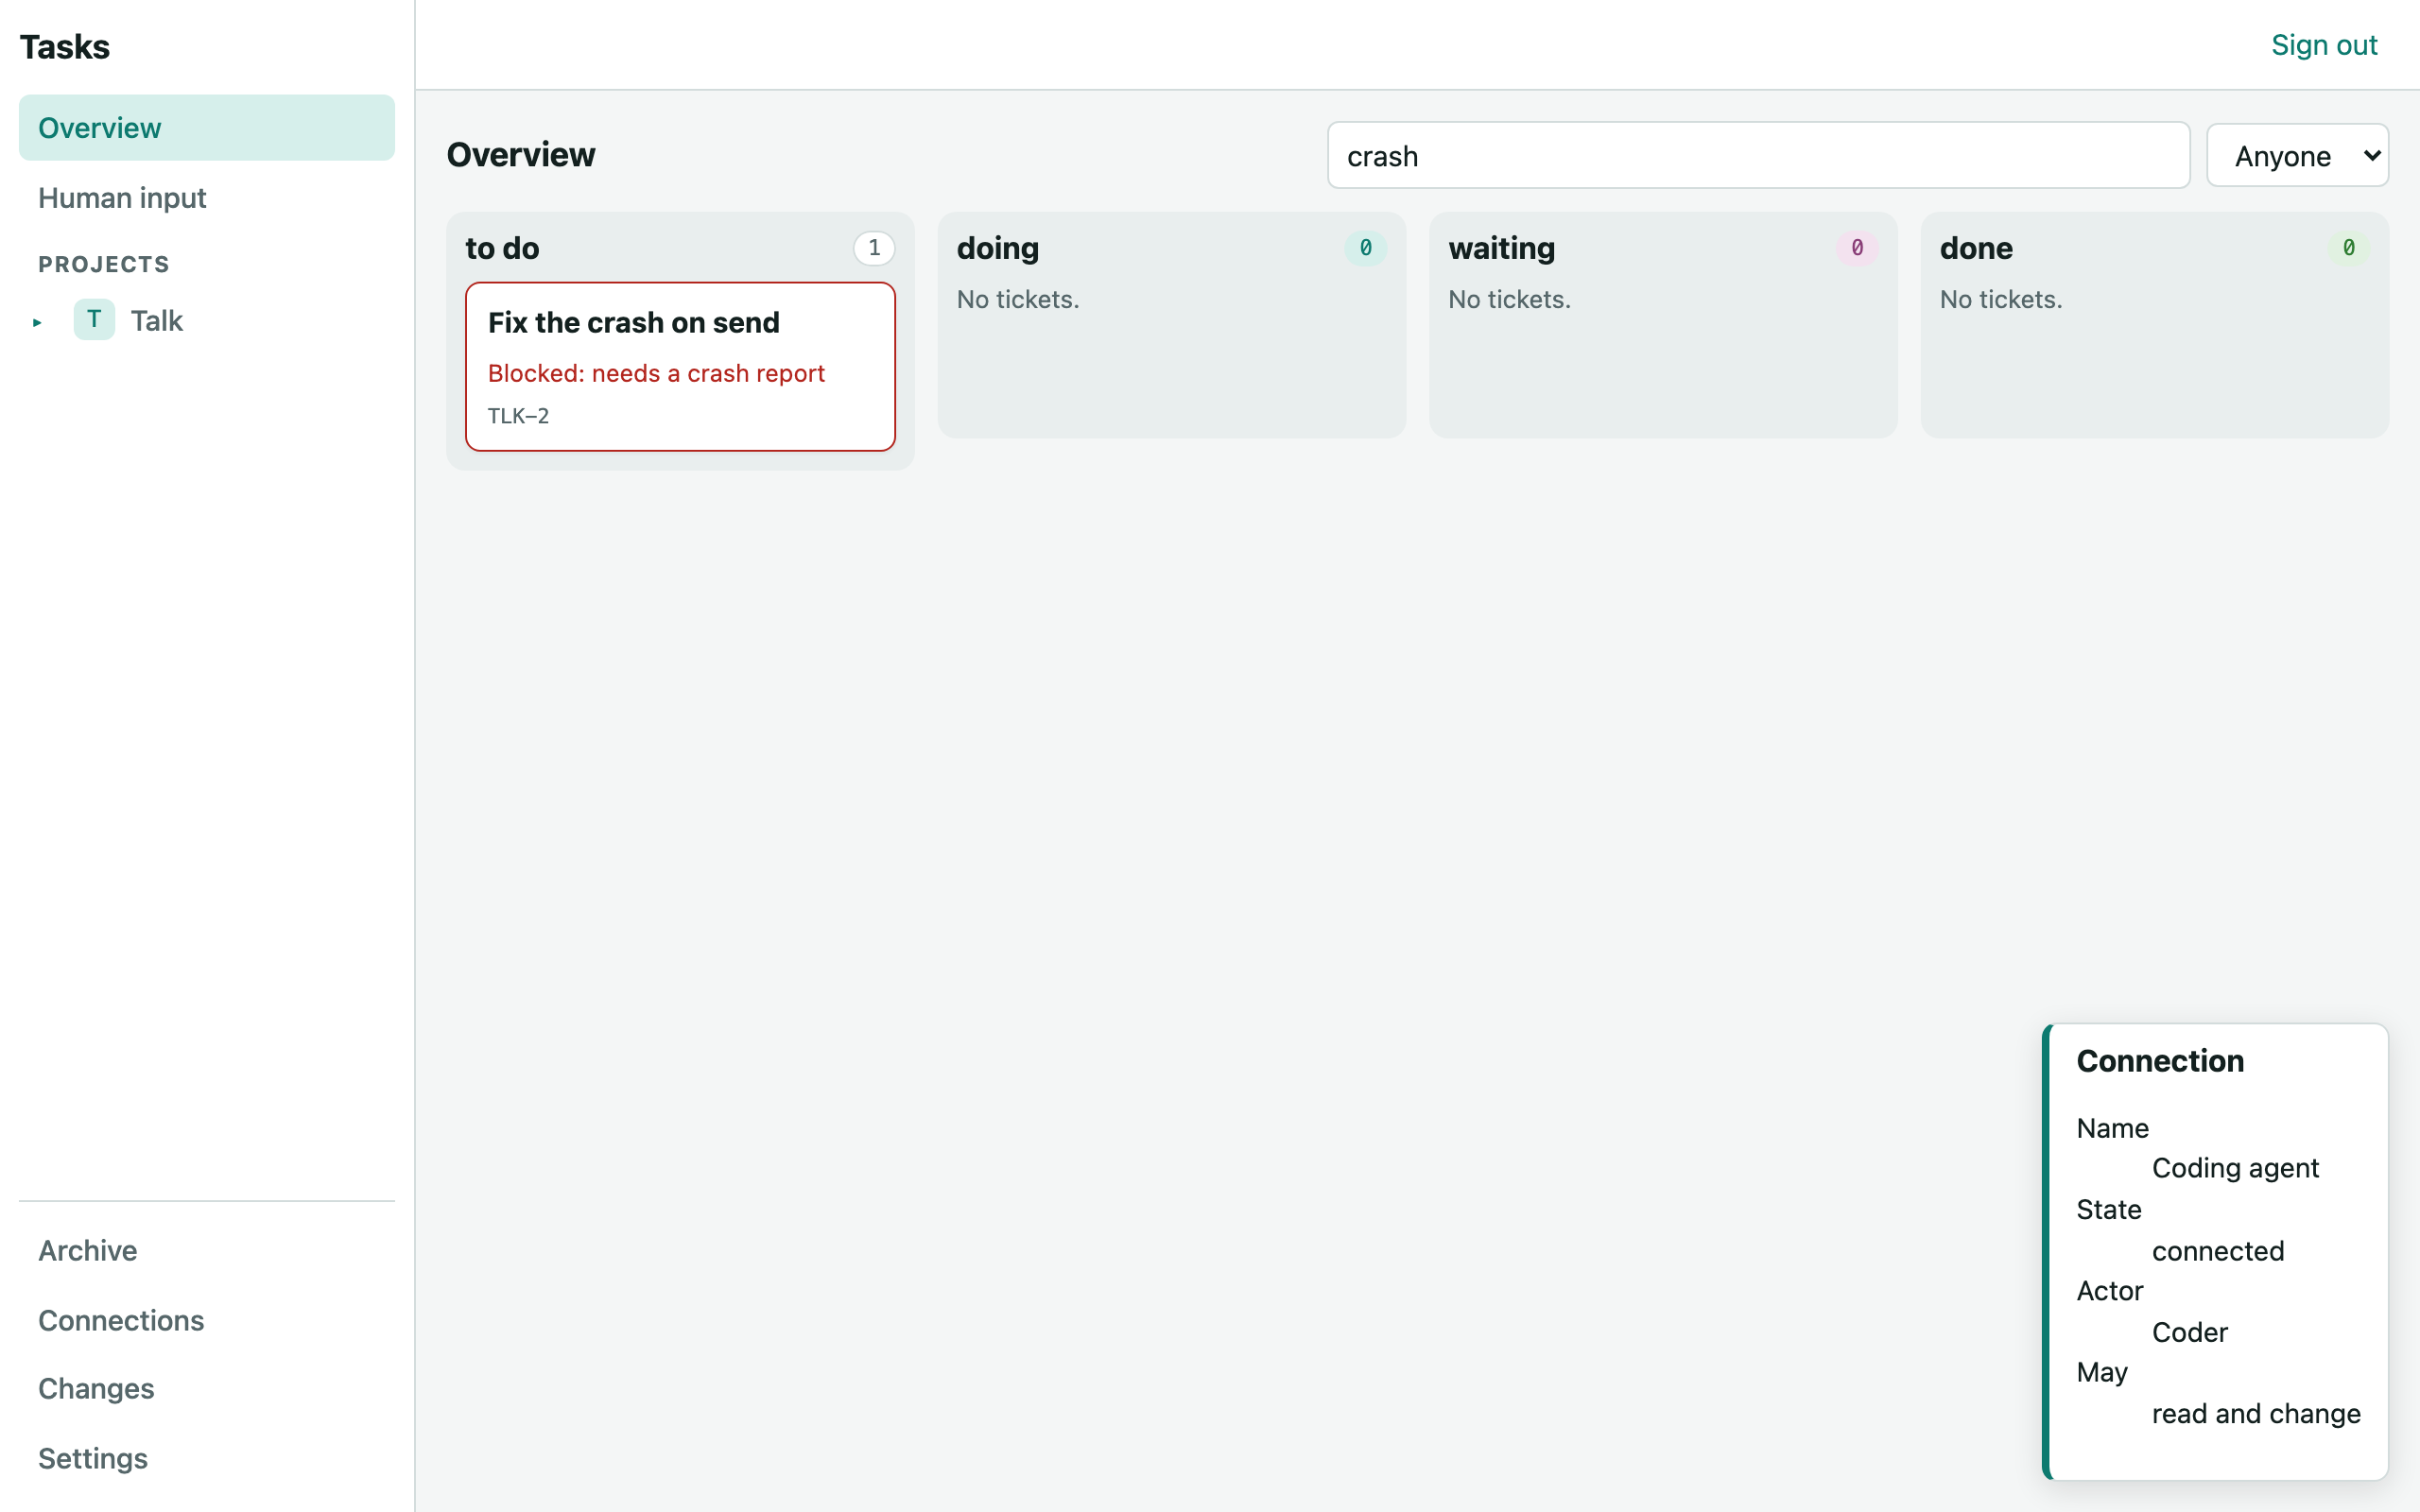 Tasks
Sign out
Overview
Human input
PROJECTS
T Talk
Overview
crash
Anyone
to do 1
Fix the crash on send
Blocked: needs a crash report
TLK–2
doing 0
No tickets.
waiting 0
No tickets.
done 0
No tickets.
Connection
Name
Coding agent
State
connected
Actor
Coder
May
read and change
Archive
Connections
Changes
Settings